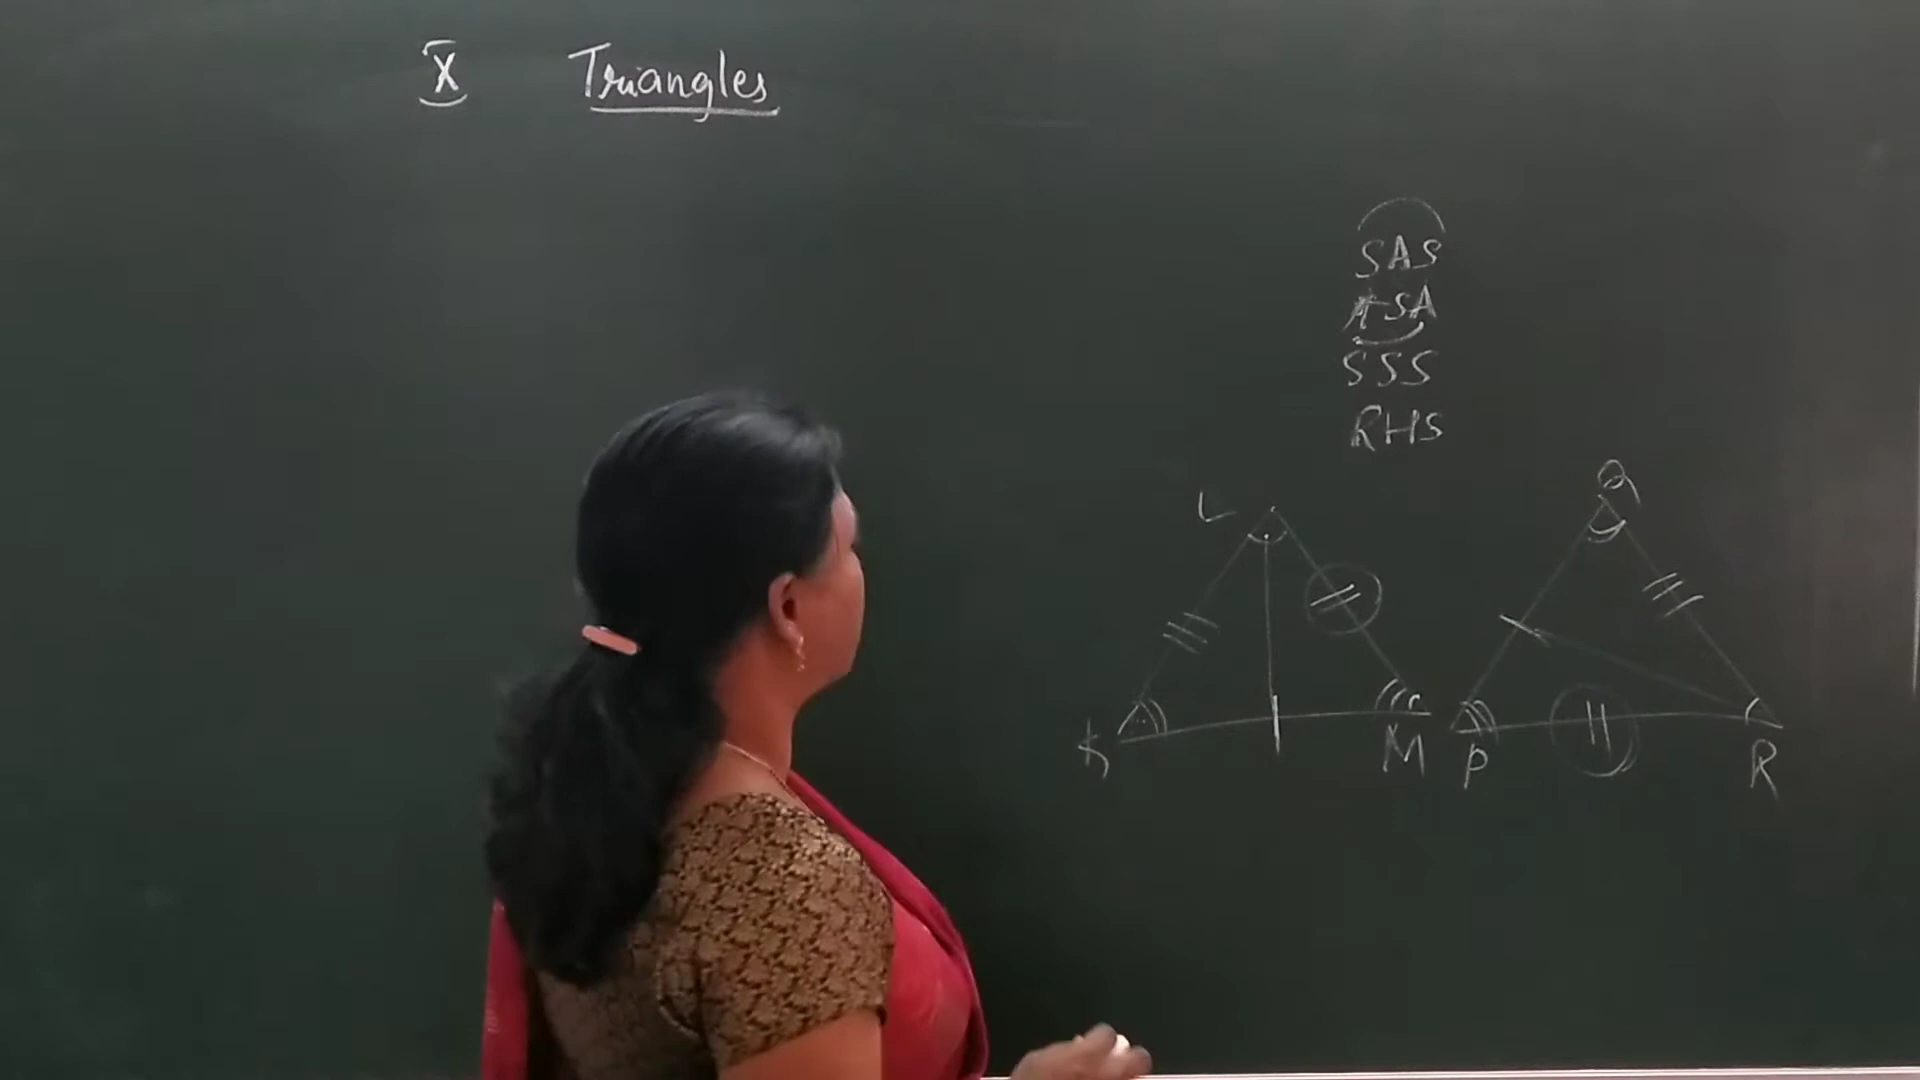 X Triangles
SAS
ASA
SSS
RHS
L Q
K M P R